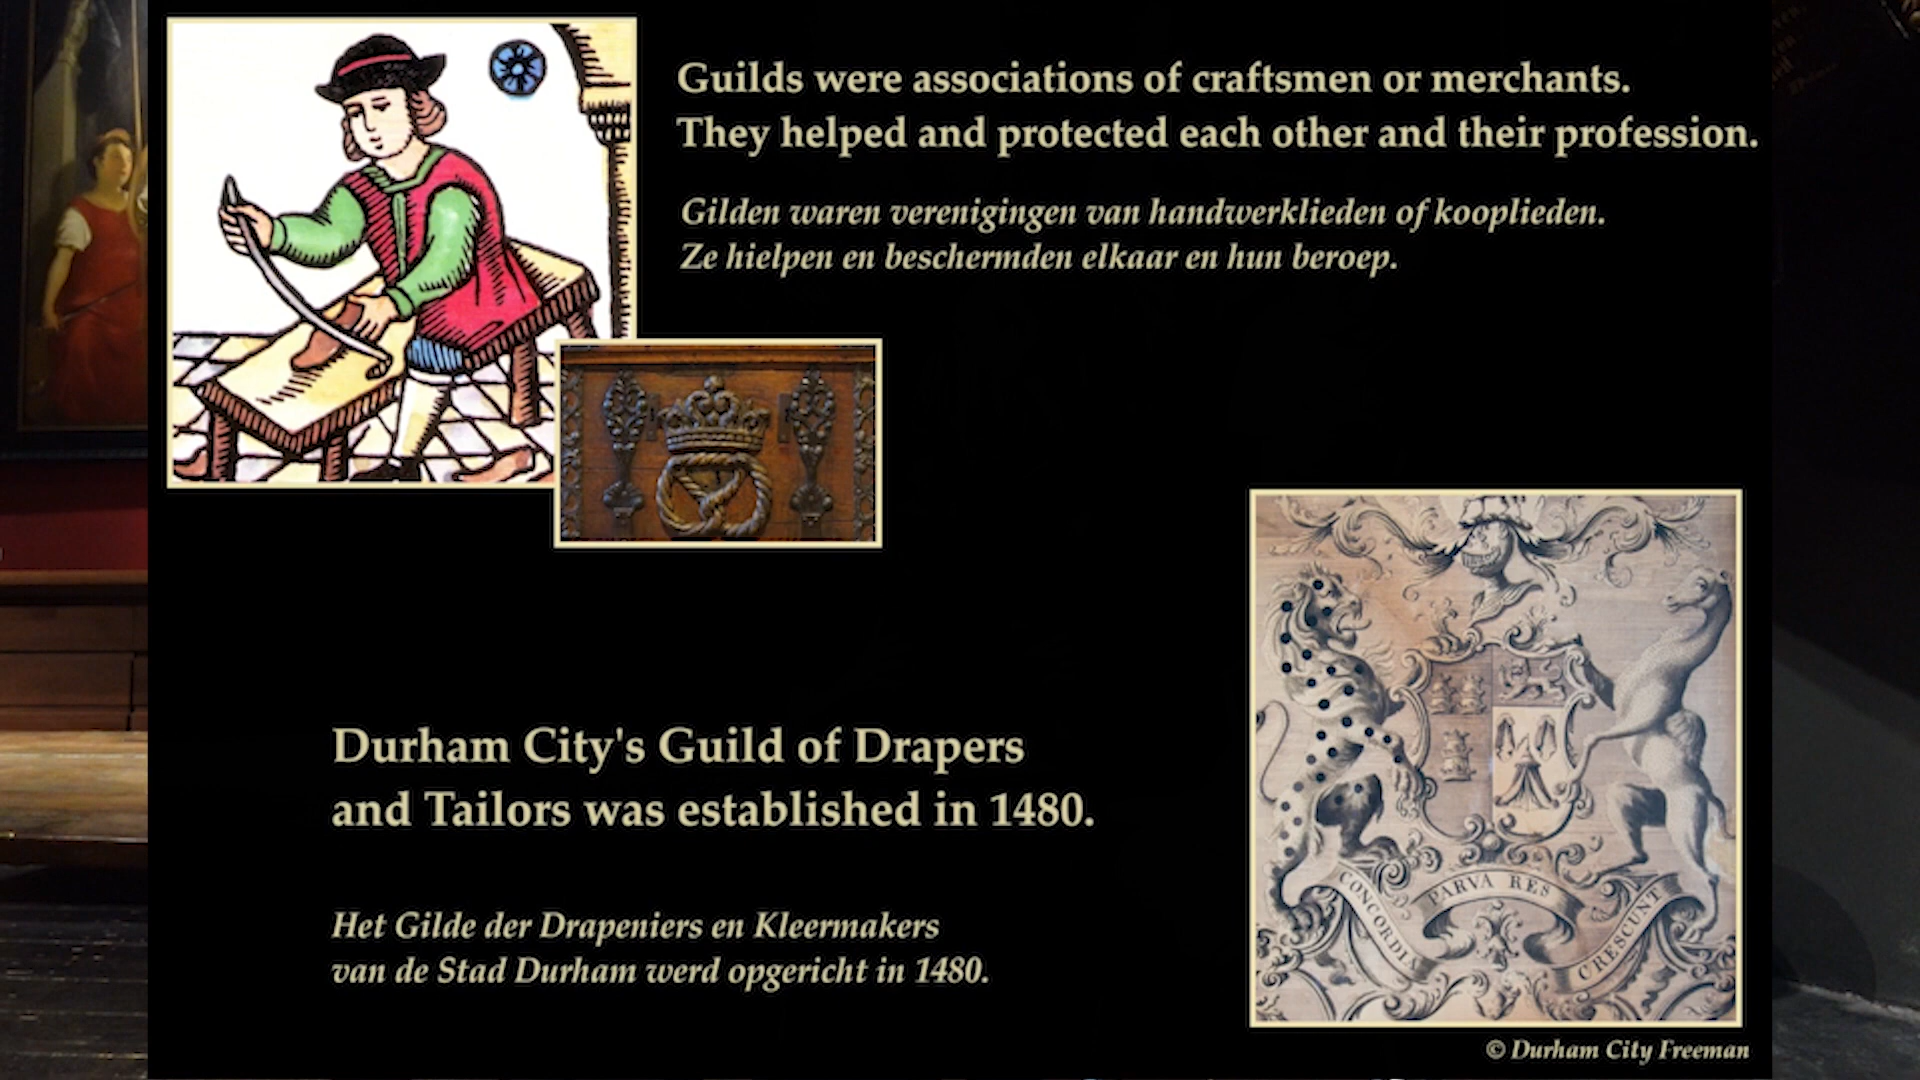 Guilds were associations of craftsmen or merchants.
They helped and protected each other and their profession.
Gilden waren verenigingen van handwerklieden of kooplieden.
Ze hielpen en beschermden elkaar en hun beroep.
Durham City's Guild of Drapers
and Tailors was established in 1480.
Het Gilde der Drapeniers en Kleermakers
van de Stad Durham werd opgericht in 1480.
CONCORDIA
PARVA RES
CRESCUNT
© Durham City Freeman